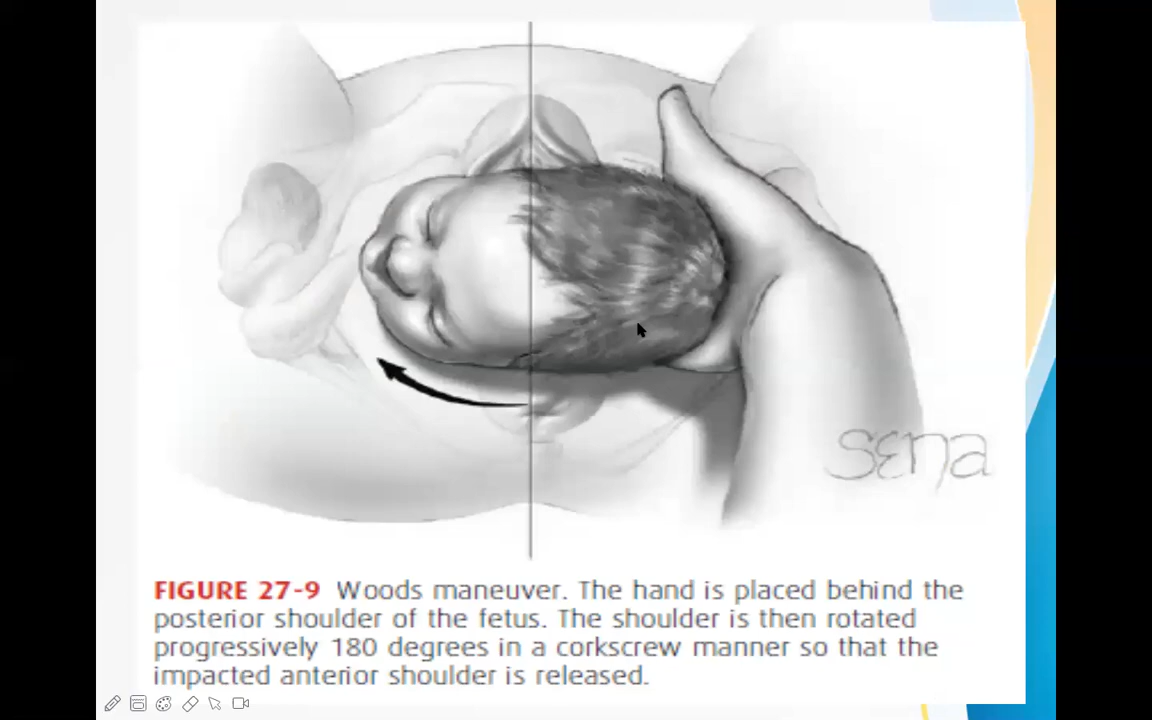 sena
FIGURE 27-9 Woods maneuver. The hand is placed behind the
posterior shoulder of the fetus. The shoulder is then rotated
progressively 180 degrees in a corkscrew manner so that the
impacted anterior shoulder is released.